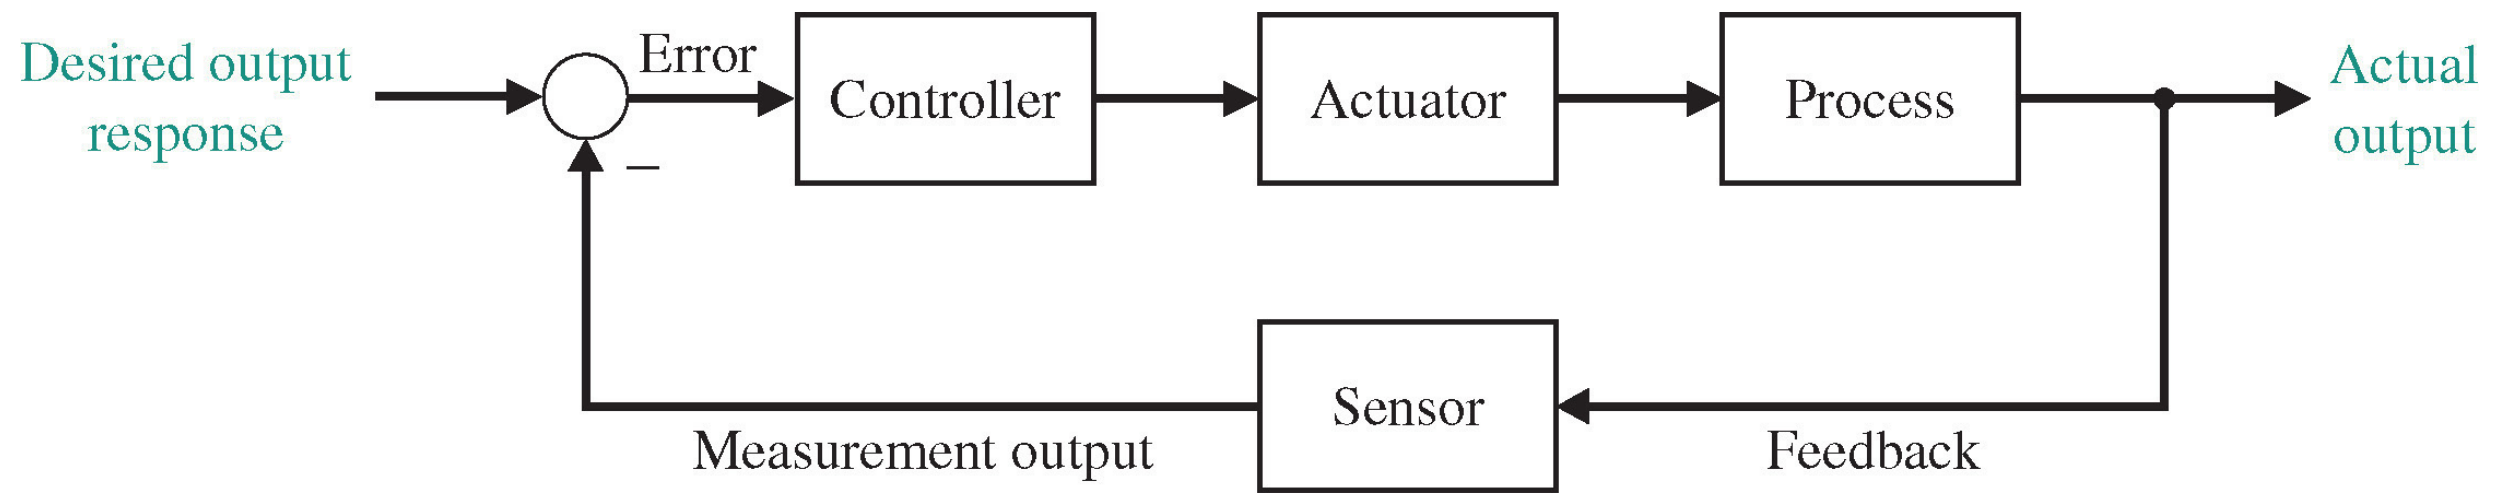 Desired output
response
Error
Controller
Actuator
Process
Actual
output
–
Sensor
Measurement output
Feedback